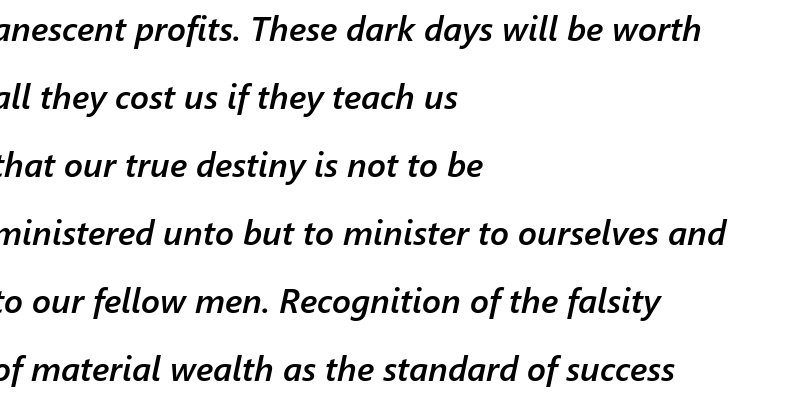 anescent profits. These dark days will be worth
all they cost us if they teach us
that our true destiny is not to be
ministered unto but to minister to ourselves and
to our fellow men. Recognition of the falsity
of material wealth as the standard of success